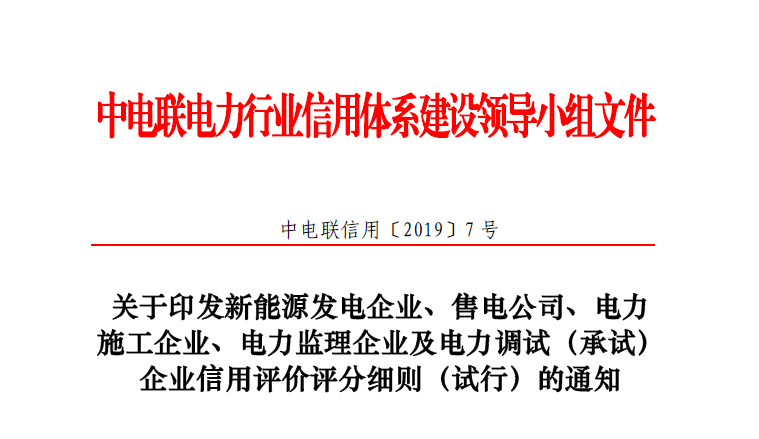 中电联电力行业信用体系建设领导小组文件
中电联信用〔2019〕7 号
关于印发新能源发电企业、售电公司、电力
施工企业、电力监理企业及电力调试（承试）
企业信用评价评分细则（试行）的通知